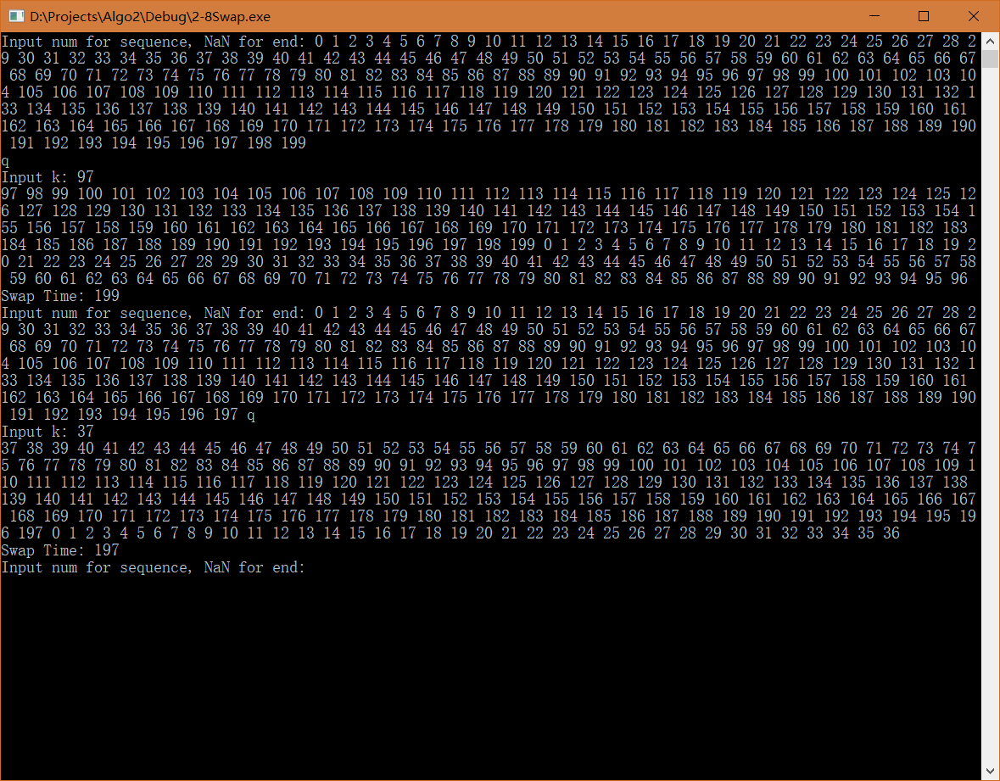 D:\Projects\Algo2\Debug\2-8Swap.exe
Input num for sequence, NaN for end: 0 1 2 3 4 5 6 7 8 9 10 11 12 13 14 15 16 17 18 19 20 21 22 23 24 25 26 27 28 2
9 30 31 32 33 34 35 36 37 38 39 40 41 42 43 44 45 46 47 48 49 50 51 52 53 54 55 56 57 58 59 60 61 62 63 64 65 66 67
 68 69 70 71 72 73 74 75 76 77 78 79 80 81 82 83 84 85 86 87 88 89 90 91 92 93 94 95 96 97 98 99 100 101 102 103 10
4 105 106 107 108 109 110 111 112 113 114 115 116 117 118 119 120 121 122 123 124 125 126 127 128 129 130 131 132 1
33 134 135 136 137 138 139 140 141 142 143 144 145 146 147 148 149 150 151 152 153 154 155 156 157 158 159 160 161
162 163 164 165 166 167 168 169 170 171 172 173 174 175 176 177 178 179 180 181 182 183 184 185 186 187 188 189 190
 191 192 193 194 195 196 197 198 199
q
Input k: 97
97 98 99 100 101 102 103 104 105 106 107 108 109 110 111 112 113 114 115 116 117 118 119 120 121 122 123 124 125 12
6 127 128 129 130 131 132 133 134 135 136 137 138 139 140 141 142 143 144 145 146 147 148 149 150 151 152 153 154 1
55 156 157 158 159 160 161 162 163 164 165 166 167 168 169 170 171 172 173 174 175 176 177 178 179 180 181 182 183
184 185 186 187 188 189 190 191 192 193 194 195 196 197 198 199 0 1 2 3 4 5 6 7 8 9 10 11 12 13 14 15 16 17 18 19 2
0 21 22 23 24 25 26 27 28 29 30 31 32 33 34 35 36 37 38 39 40 41 42 43 44 45 46 47 48 49 50 51 52 53 54 55 56 57 58
 59 60 61 62 63 64 65 66 67 68 69 70 71 72 73 74 75 76 77 78 79 80 81 82 83 84 85 86 87 88 89 90 91 92 93 94 95 96
Swap Time: 199
Input num for sequence, NaN for end: 0 1 2 3 4 5 6 7 8 9 10 11 12 13 14 15 16 17 18 19 20 21 22 23 24 25 26 27 28 2
9 30 31 32 33 34 35 36 37 38 39 40 41 42 43 44 45 46 47 48 49 50 51 52 53 54 55 56 57 58 59 60 61 62 63 64 65 66 67
 68 69 70 71 72 73 74 75 76 77 78 79 80 81 82 83 84 85 86 87 88 89 90 91 92 93 94 95 96 97 98 99 100 101 102 103 10
4 105 106 107 108 109 110 111 112 113 114 115 116 117 118 119 120 121 122 123 124 125 126 127 128 129 130 131 132 1
33 134 135 136 137 138 139 140 141 142 143 144 145 146 147 148 149 150 151 152 153 154 155 156 157 158 159 160 161
162 163 164 165 166 167 168 169 170 171 172 173 174 175 176 177 178 179 180 181 182 183 184 185 186 187 188 189 190
 191 192 193 194 195 196 197 q
Input k: 37
37 38 39 40 41 42 43 44 45 46 47 48 49 50 51 52 53 54 55 56 57 58 59 60 61 62 63 64 65 66 67 68 69 70 71 72 73 74 7
5 76 77 78 79 80 81 82 83 84 85 86 87 88 89 90 91 92 93 94 95 96 97 98 99 100 101 102 103 104 105 106 107 108 109 1
10 111 112 113 114 115 116 117 118 119 120 121 122 123 124 125 126 127 128 129 130 131 132 133 134 135 136 137 138
139 140 141 142 143 144 145 146 147 148 149 150 151 152 153 154 155 156 157 158 159 160 161 162 163 164 165 166 167
 168 169 170 171 172 173 174 175 176 177 178 179 180 181 182 183 184 185 186 187 188 189 190 191 192 193 194 195 19
6 197 0 1 2 3 4 5 6 7 8 9 10 11 12 13 14 15 16 17 18 19 20 21 22 23 24 25 26 27 28 29 30 31 32 33 34 35 36
Swap Time: 197
Input num for sequence, NaN for end: